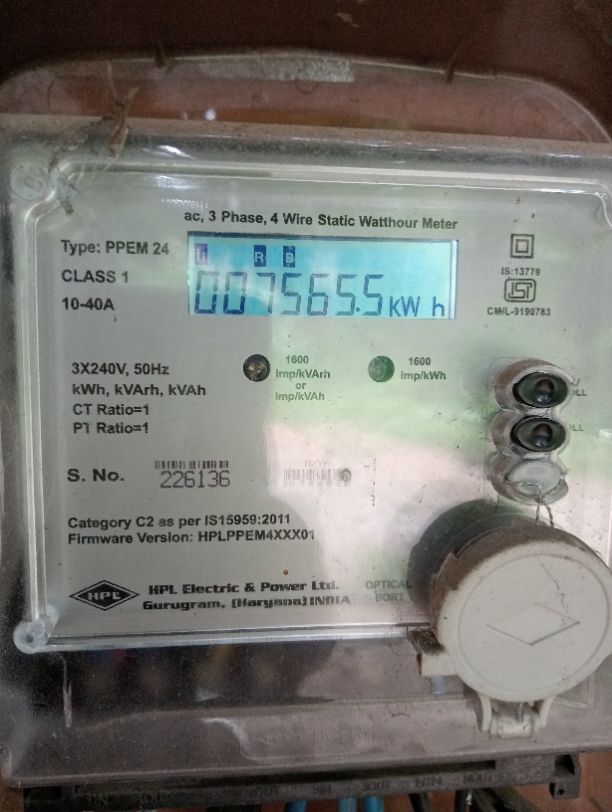 ac, 3 Phase, 4 Wire Static Watthour Meter
Type: PPEM 24
CLASS 1
10-40A
R B
007565.5 kW h
IS:13779
ISI
CM/L-9190783
3X240V, 50Hz
kWh, kVArh, kVAh
CT Ratio=1
PT Ratio=1
1600
imp/kVArh
or
imp/kVAh
1600
imp/kWh
S. No.
226136
Category C2 as per IS15959:2011
Firmware Version: HPLPPEM4XXX01
HPL
HPL Electric & Power Ltd.
Gurugram, (Haryana) INDIA
OPTICAL
PORT